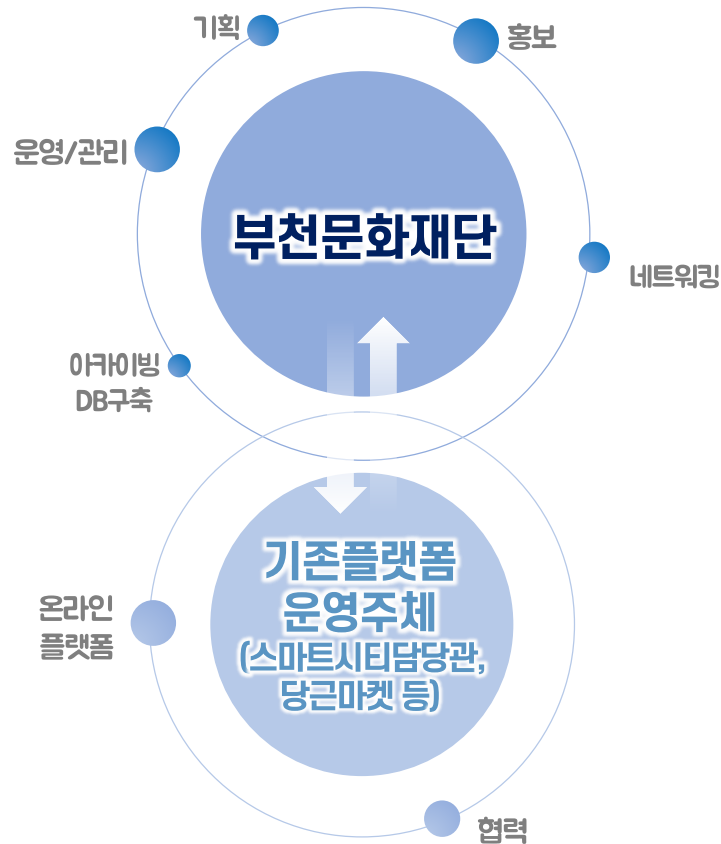 기획
홍보
운영/관리
부천문화재단
네트워킹
아카이빙
DB구축
기존플랫폼
운영주체
(스마트시티담당관,
당근마켓 등)
온라인
플랫폼
협력